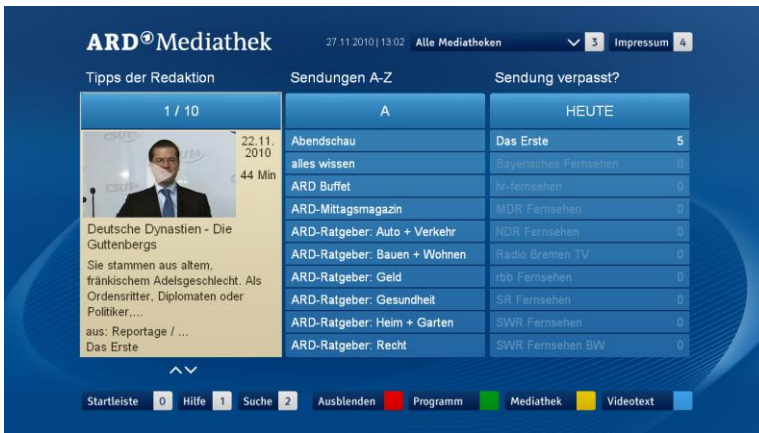 ARD Mediathek
27.11.2010 | 13:02 Alle Mediatheken 3 Impressum 4
Tipps der Redaktion
1 / 10
CSU
22.11.
2010
44 Min
Deutsche Dynastien - Die
Guttenbergs
Sie stammen aus altem,
fränkischem Adelsgeschlecht. Als
Ordensritter, Diplomaten oder
Politiker,...
aus: Reportage / ...
Das Erste
Sendungen A-Z
A
Abendschau
alles wissen
ARD Buffet
ARD-Mittagsmagazin
ARD-Ratgeber: Auto + Verkehr
ARD-Ratgeber: Bauen + Wohnen
ARD-Ratgeber: Geld
ARD-Ratgeber: Gesundheit
ARD-Ratgeber: Heim + Garten
ARD-Ratgeber: Recht
Sendung verpasst?
HEUTE
Das Erste 5
Bayerisches Fernsehen 0
hr-fernsehen 0
MDR Fernsehen 0
NDR Fernsehen 0
Radio Bremen TV 0
rbb Fernsehen 0
SR Fernsehen 0
SWR Fernsehen 0
SWR Fernsehen BW 0
Startleiste 0 Hilfe 1 Suche 2 Ausblenden Programm Mediathek Videotext